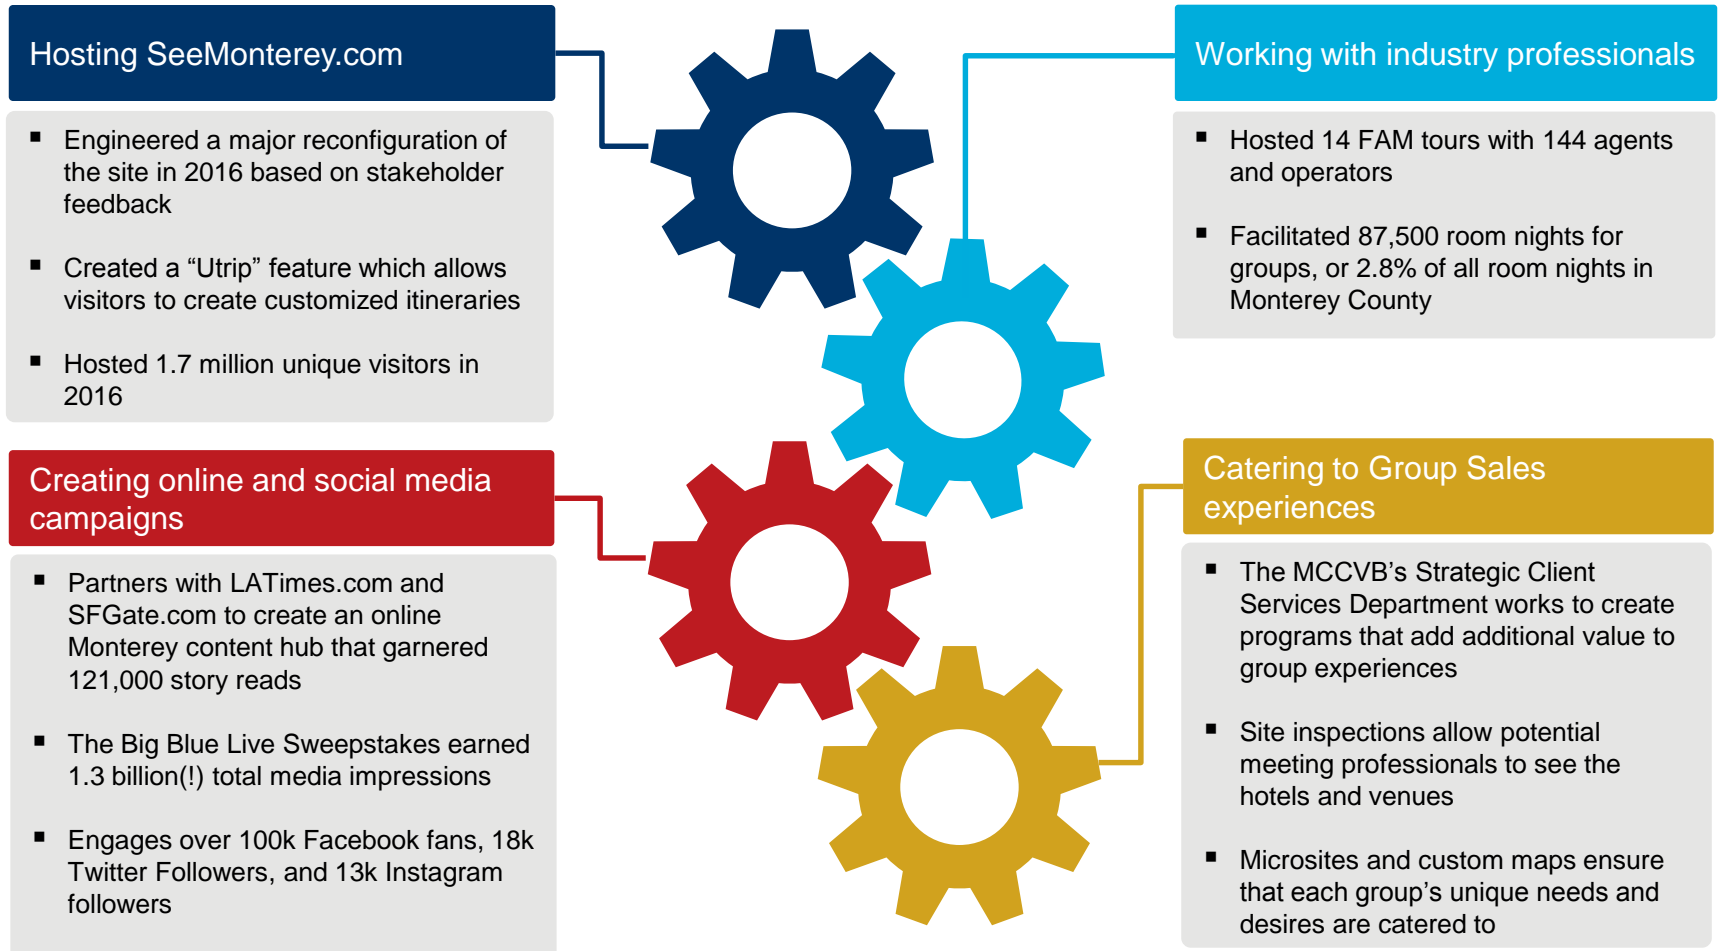 Hosting SeeMonterey.com
▪ Engineered a major reconfiguration of
the site in 2016 based on stakeholder
feedback
▪ Created a “Utrip” feature which allows
visitors to create customized itineraries
▪ Hosted 1.7 million unique visitors in
2016
Working with industry professionals
▪ Hosted 14 FAM tours with 144 agents
and operators
▪ Facilitated 87,500 room nights for
groups, or 2.8% of all room nights in
Monterey County
Creating online and social media
campaigns
▪ Partners with LATimes.com and
SFGate.com to create an online
Monterey content hub that garnered
121,000 story reads
▪ The Big Blue Live Sweepstakes earned
1.3 billion(!) total media impressions
▪ Engages over 100k Facebook fans, 18k
Twitter Followers, and 13k Instagram
followers
Catering to Group Sales
experiences
▪ The MCCVB’s Strategic Client
Services Department works to create
programs that add additional value to
group experiences
▪ Site inspections allow potential
meeting professionals to see the
hotels and venues
▪ Microsites and custom maps ensure
that each group’s unique needs and
desires are catered to